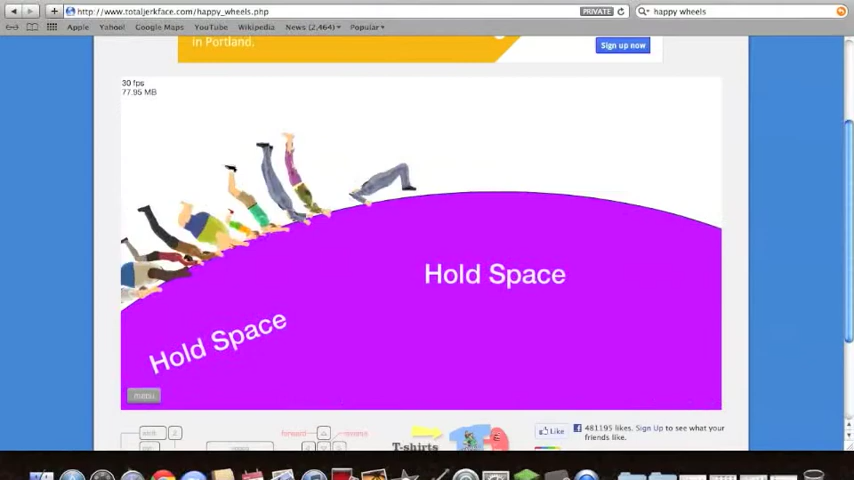 http://www.totaljerkface.com/happy_wheels.php
PRIVATE
happy wheels
Apple Yahoo! Google Maps YouTube Wikipedia News (2,464) Popular
in Portland.
Sign up now
30 fps
77.95 MB
Hold Space
Hold Space
menu
forward
T-shirts
Like
481195 likes. Sign Up to see what your
friends like.